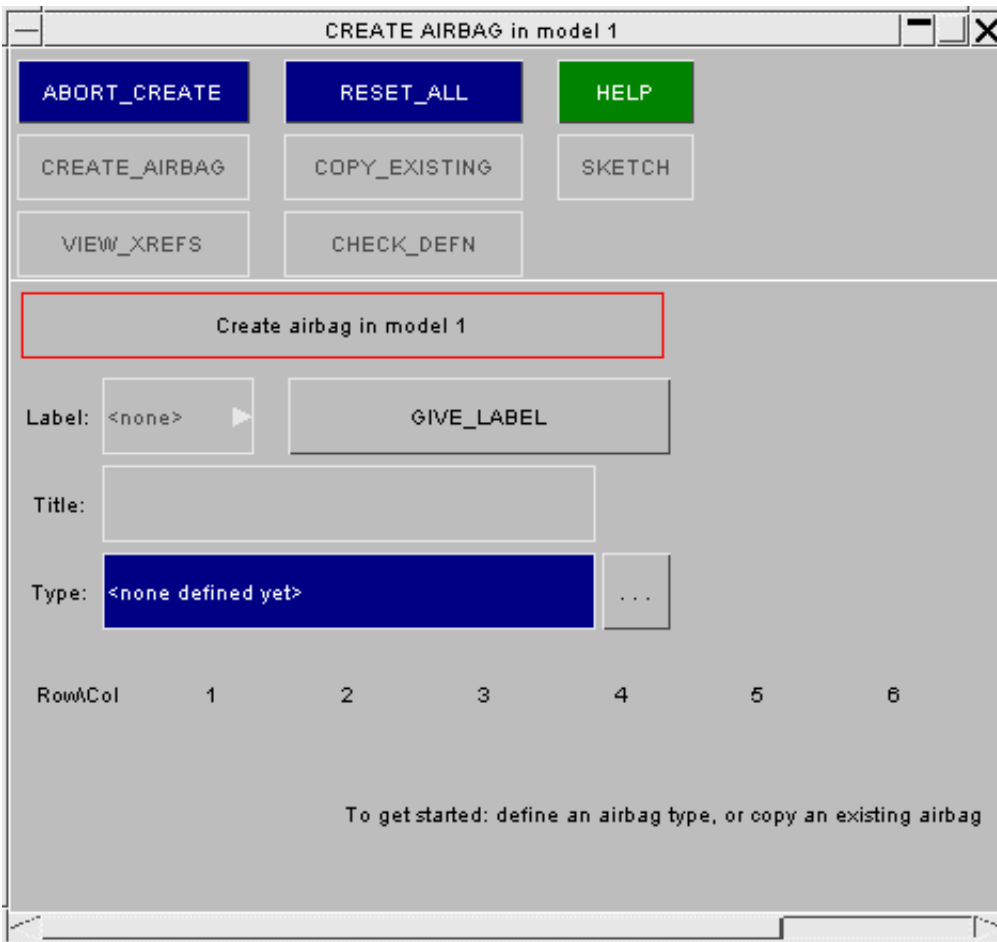 CREATE AIRBAG in model 1
ABORT_CREATE RESET_ALL HELP
CREATE_AIRBAG COPY_EXISTING SKETCH
VIEW_XREFS CHECK_DEFN
Create airbag in model 1
Label: <none> GIVE_LABEL
Title:
Type: <none defined yet> ...
Row\Col 1 2 3 4 5 6
To get started: define an airbag type, or copy an existing airbag